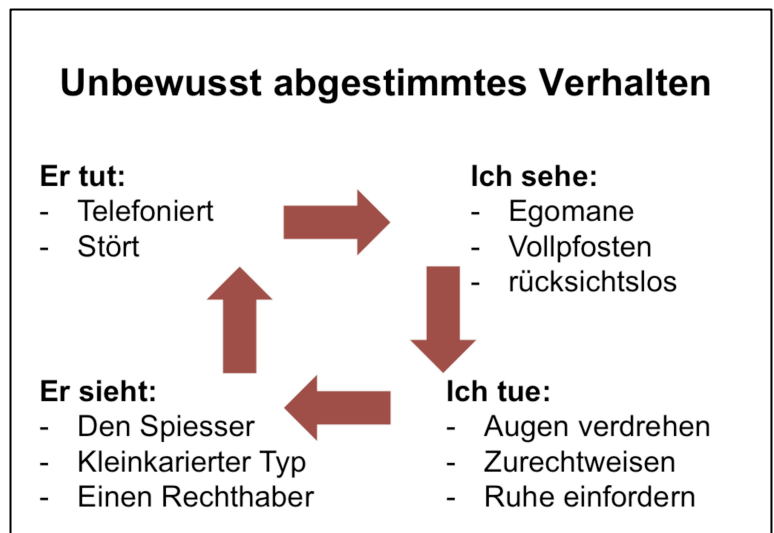 Unbewusst abgestimmtes Verhalten
Er tut:
- Telefoniert
- Stört
Ich sehe:
- Egomane
- Vollpfosten
- rücksichtslos
Ich tue:
- Augen verdrehen
- Zurechtweisen
- Ruhe einfordern
Er sieht:
- Den Spiesser
- Kleinkarierter Typ
- Einen Rechthaber